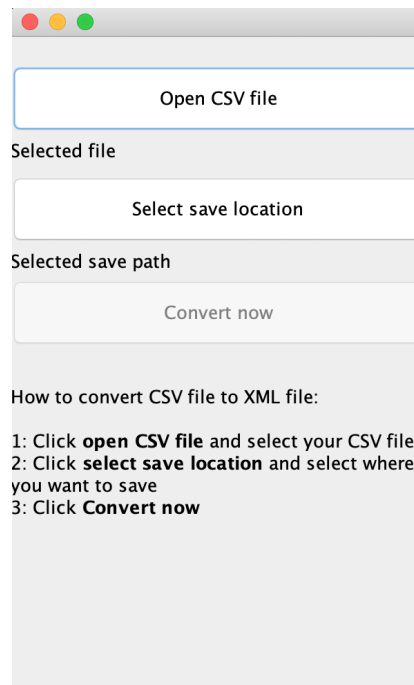 Open CSV file
Selected file
Select save location
Selected save path
Convert now
How to convert CSV file to XML file:
1: Click open CSV file and select your CSV file
2: Click select save location and select where
you want to save
3: Click Convert now